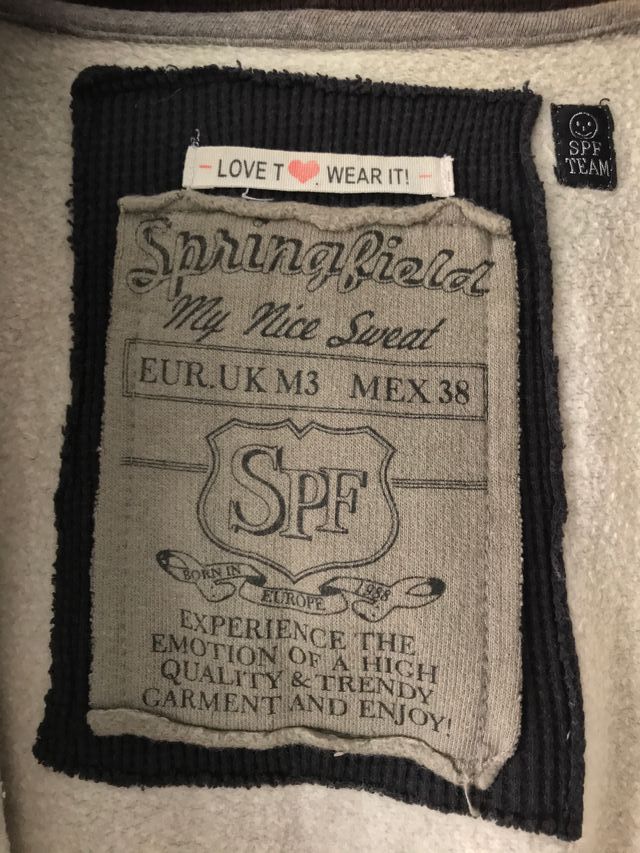 - LOVE T❤ WEAR IT! -
SPF
TEAM
Springfield
My Nice Sweat
EUR.UK M3 MEX 38
SPF
BORN IN
EUROPE
1988
EXPERIENCE THE
EMOTION OF A HIGH
QUALITY & TRENDY
GARMENT AND ENJOY!